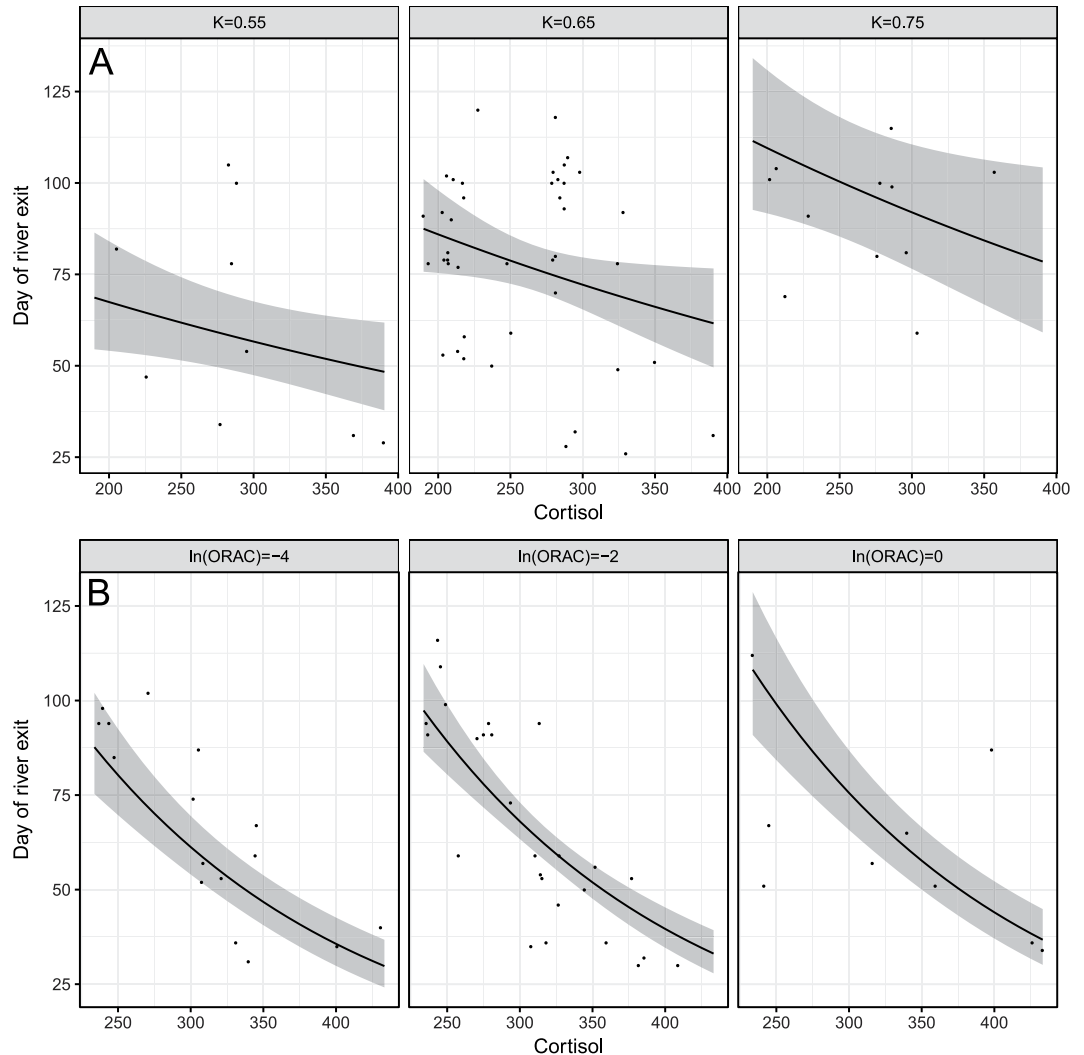 K=0.55 K=0.65 K=0.75
A
Day of river exit
125
100
75
50
25
200 250 300 350 400 200 250 300 350 400 200 250 300 350 400
Cortisol
ln(ORAC)=−4 ln(ORAC)=−2 ln(ORAC)=0
B
Day of river exit
125
100
75
50
25
250 300 350 400 250 300 350 400 250 300 350 400
Cortisol